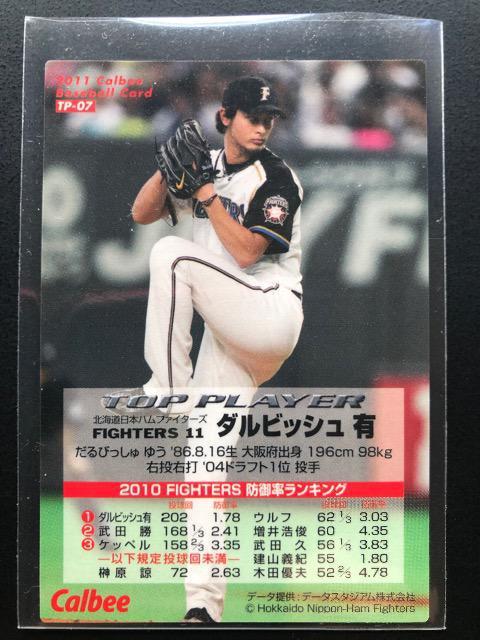 2011 Calbee
Baseball Card
TP-07
F
FIGHTERS
FIGHTERS
TOP PLAYER
北海道日本ハムファイターズ
FIGHTERS 11 ダルビッシュ 有
だるびっしゅ ゆう '86.8.16生 大阪府出身 196cm 98kg
右投右打 '04ドラフト1位 投手
2010 FIGHTERS 防御率ランキング
投球回 防御率 投球回 防御率
1 ダルビッシュ有 202 1.78 ウルフ 62 1/3 3.03
2 武田 勝 168 1/3 2.41 増井浩俊 60 4.35
3 ケッペル 158 2/3 3.35 武田 久 56 1/3 3.83
―以下規定投球回未満― 建山義紀 55 1.80
榊原 諒 72 2.63 木田優夫 52 2/3 4.78
Calbee
データ提供：データスタジアム株式会社
© Hokkaido Nippon-Ham Fighters